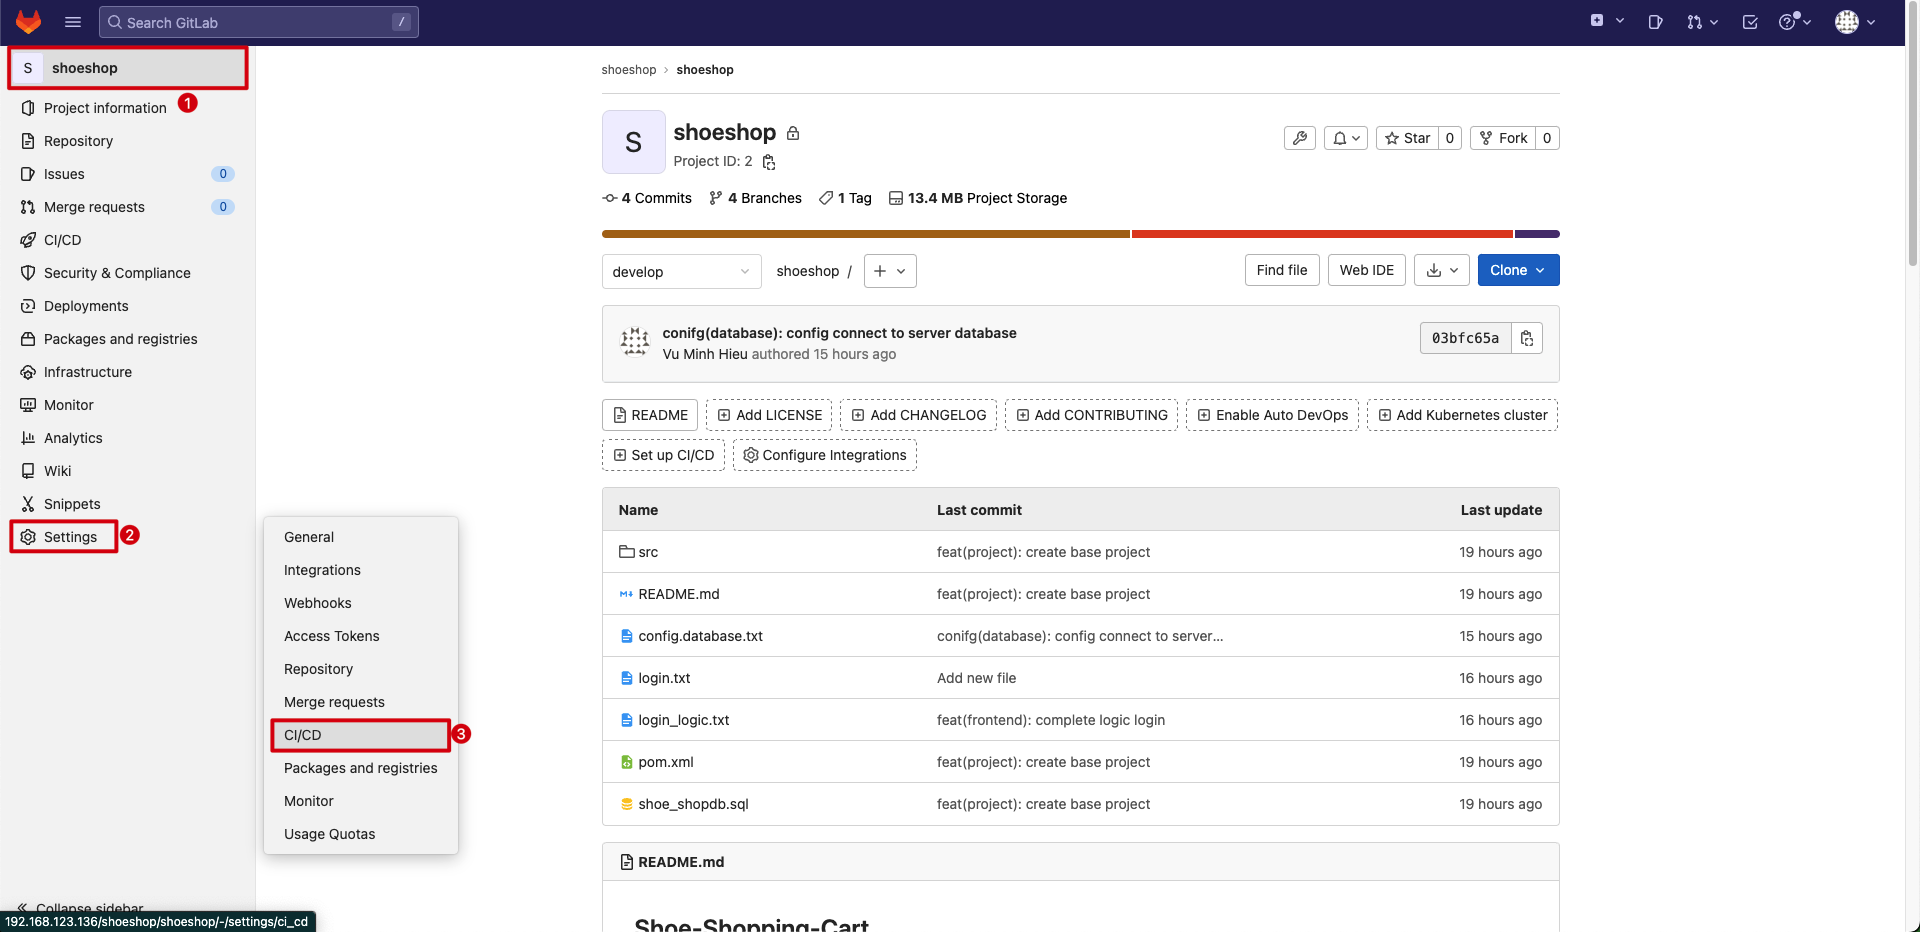 Search GitLab /
S shoeshop
Project information 1
Repository
Issues 0
Merge requests 0
CI/CD
Security & Compliance
Deployments
Packages and registries
Infrastructure
Monitor
Analytics
Wiki
Snippets
Settings 2
General
Integrations
Webhooks
Access Tokens
Repository
Merge requests
CI/CD 3
Packages and registries
Monitor
Usage Quotas
Collapse sidebar
192.168.123.136/shoeshop/shoeshop/-/settings/ci_cd
shoeshop › shoeshop
S
shoeshop
Project ID: 2
Star 0 Fork 0
4 Commits 4 Branches 1 Tag 13.4 MB Project Storage
develop shoeshop / + Find file Web IDE Clone
conifg(database): config connect to server database
Vu Minh Hieu authored 15 hours ago
03bfc65a
README Add LICENSE Add CHANGELOG Add CONTRIBUTING Enable Auto DevOps Add Kubernetes cluster
Set up CI/CD Configure Integrations
Name Last commit Last update
src feat(project): create base project 19 hours ago
README.md feat(project): create base project 19 hours ago
config.database.txt conifg(database): config connect to server... 15 hours ago
login.txt Add new file 16 hours ago
login_logic.txt feat(frontend): complete logic login 16 hours ago
pom.xml feat(project): create base project 19 hours ago
shoe_shopdb.sql feat(project): create base project 19 hours ago
README.md
Shoe-Shopping-Cart